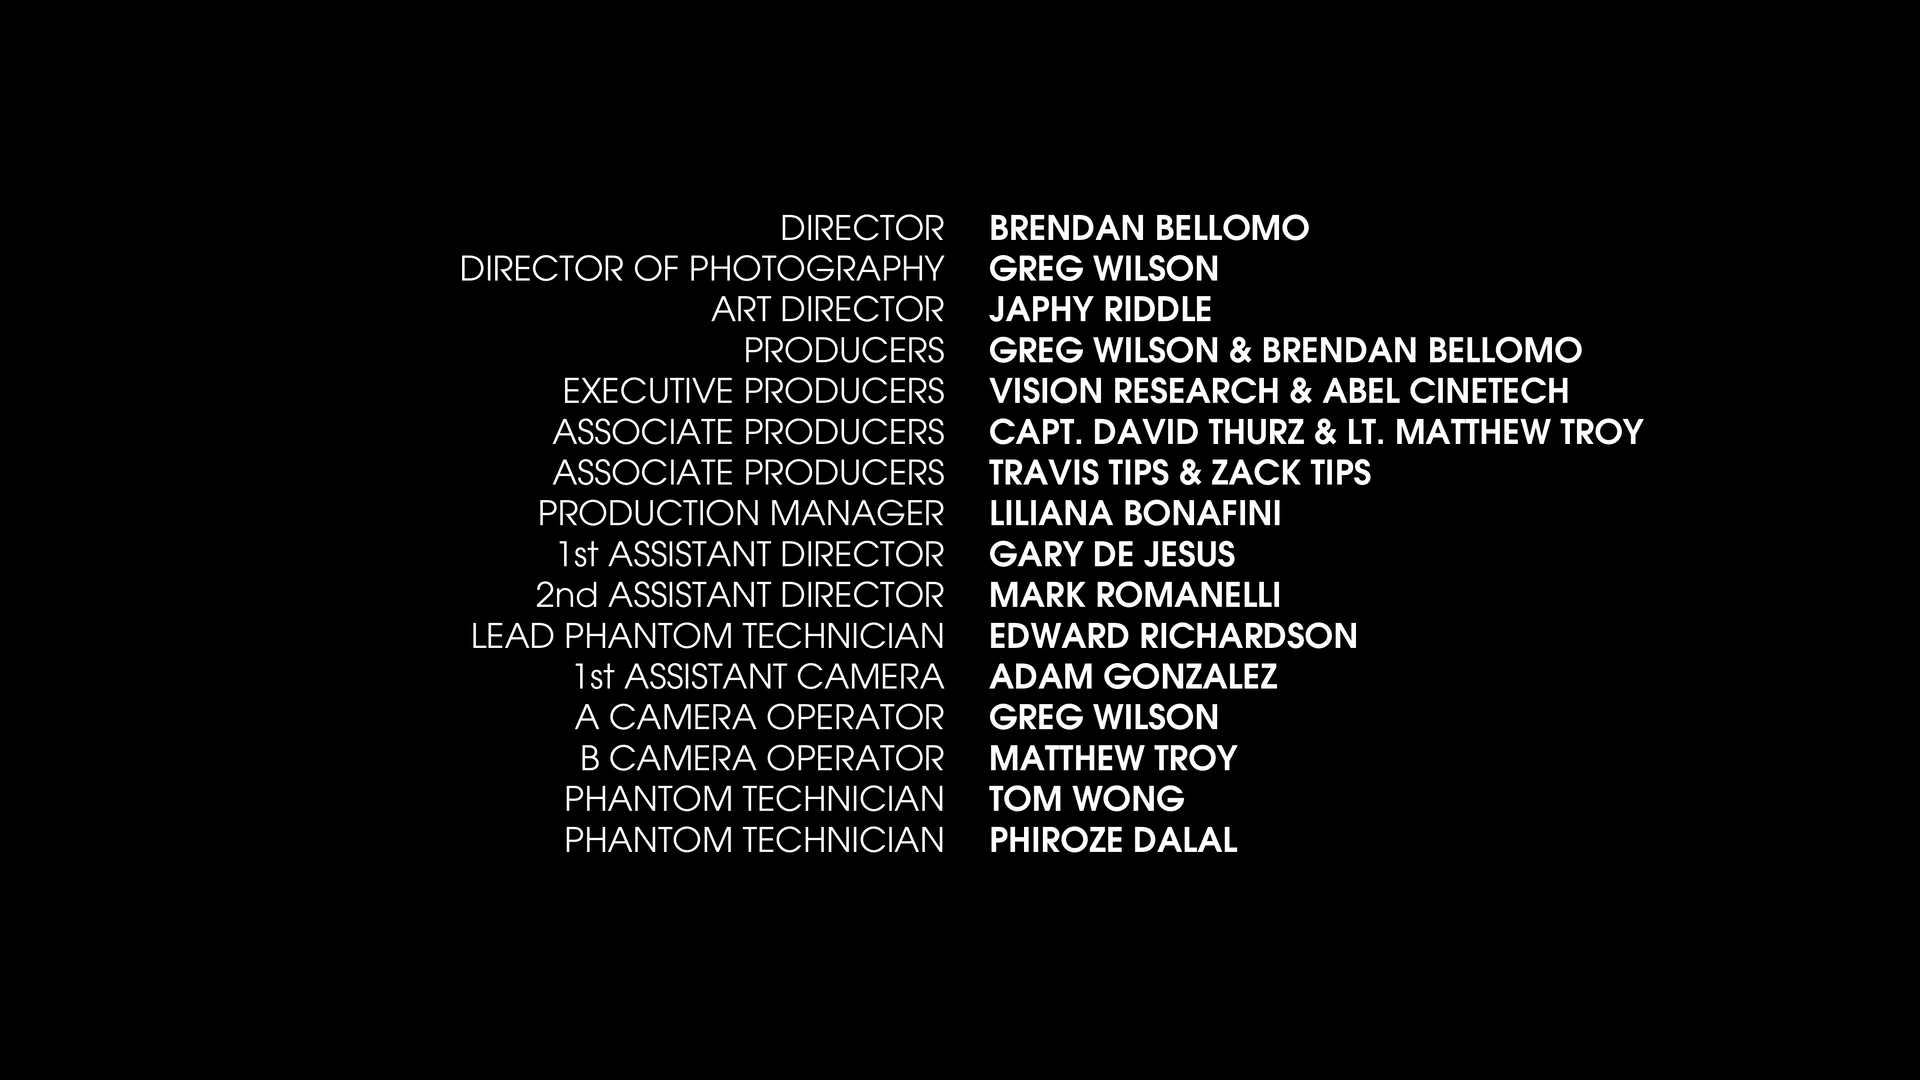 DIRECTOR BRENDAN BELLOMO
DIRECTOR OF PHOTOGRAPHY GREG WILSON
ART DIRECTOR JAPHY RIDDLE
PRODUCERS GREG WILSON & BRENDAN BELLOMO
EXECUTIVE PRODUCERS VISION RESEARCH & ABEL CINETECH
ASSOCIATE PRODUCERS CAPT. DAVID THURZ & LT. MATTHEW TROY
ASSOCIATE PRODUCERS TRAVIS TIPS & ZACK TIPS
PRODUCTION MANAGER LILIANA BONAFINI
1st ASSISTANT DIRECTOR GARY DE JESUS
2nd ASSISTANT DIRECTOR MARK ROMANELLI
LEAD PHANTOM TECHNICIAN EDWARD RICHARDSON
1st ASSISTANT CAMERA ADAM GONZALEZ
A CAMERA OPERATOR GREG WILSON
B CAMERA OPERATOR MATTHEW TROY
PHANTOM TECHNICIAN TOM WONG
PHANTOM TECHNICIAN PHIROZE DALAL